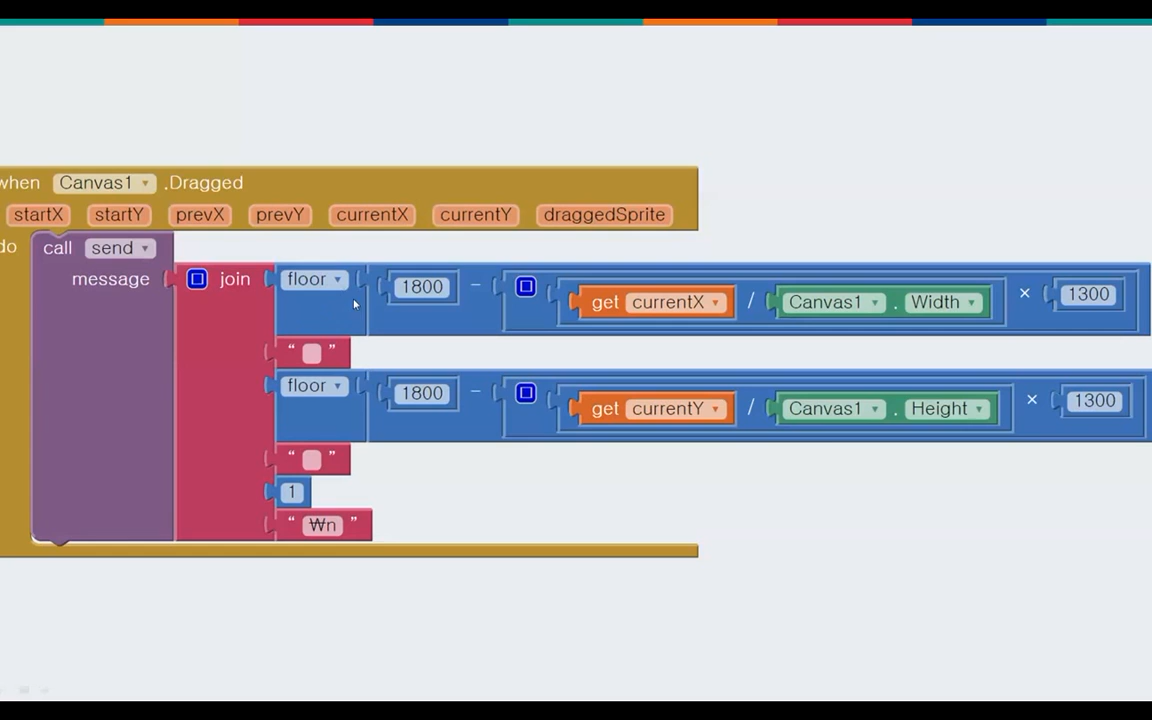 when Canvas1 .Dragged
startX startY prevX prevY currentX currentY draggedSprite
do call send
message join floor 1800 - get currentX / Canvas1 . Width × 1300
“ ”
floor 1800 - get currentY / Canvas1 . Height × 1300
“ ”
1
“ ₩n ”